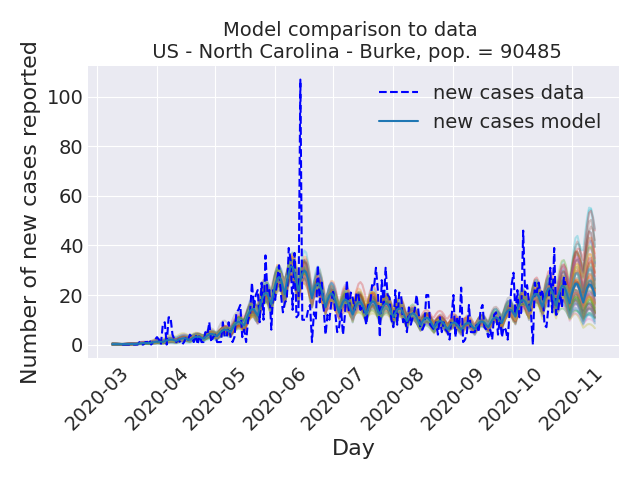 Model comparison to data
US - North Carolina - Burke, pop. = 90485
Number of new cases reported
100
80
60
40
20
0
new cases data
new cases model
2020-03
2020-04
2020-05
2020-06
2020-07
2020-08
2020-09
2020-10
2020-11
Day